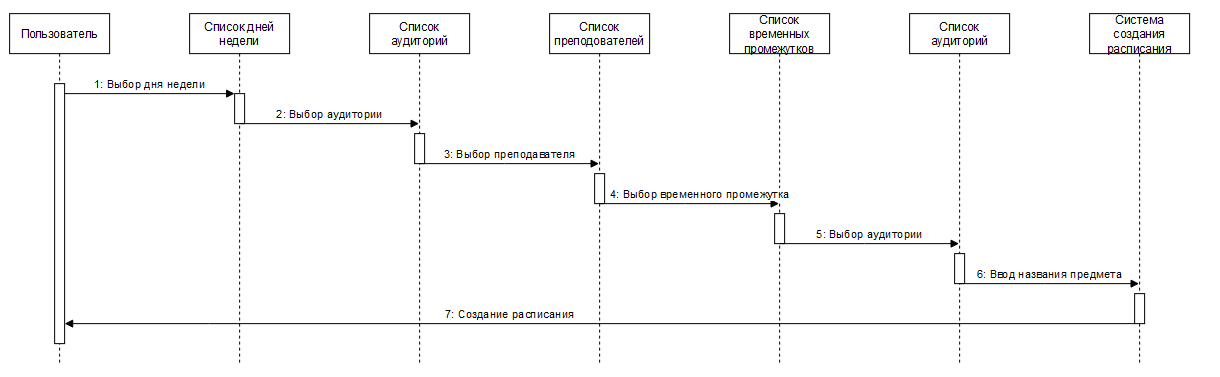 Пользователь
Список дней
недели
Список
аудиторий
Список
преподователей
Список
временных
промежутков
Список
аудиторий
Система
создания
расписания
1: Выбор дня недели
2: Выбор аудитории
3: Выбор преподавателя
4: Выбор временного промежутка
5: Выбор аудитории
6: Ввод названия предмета
7: Создание расписания